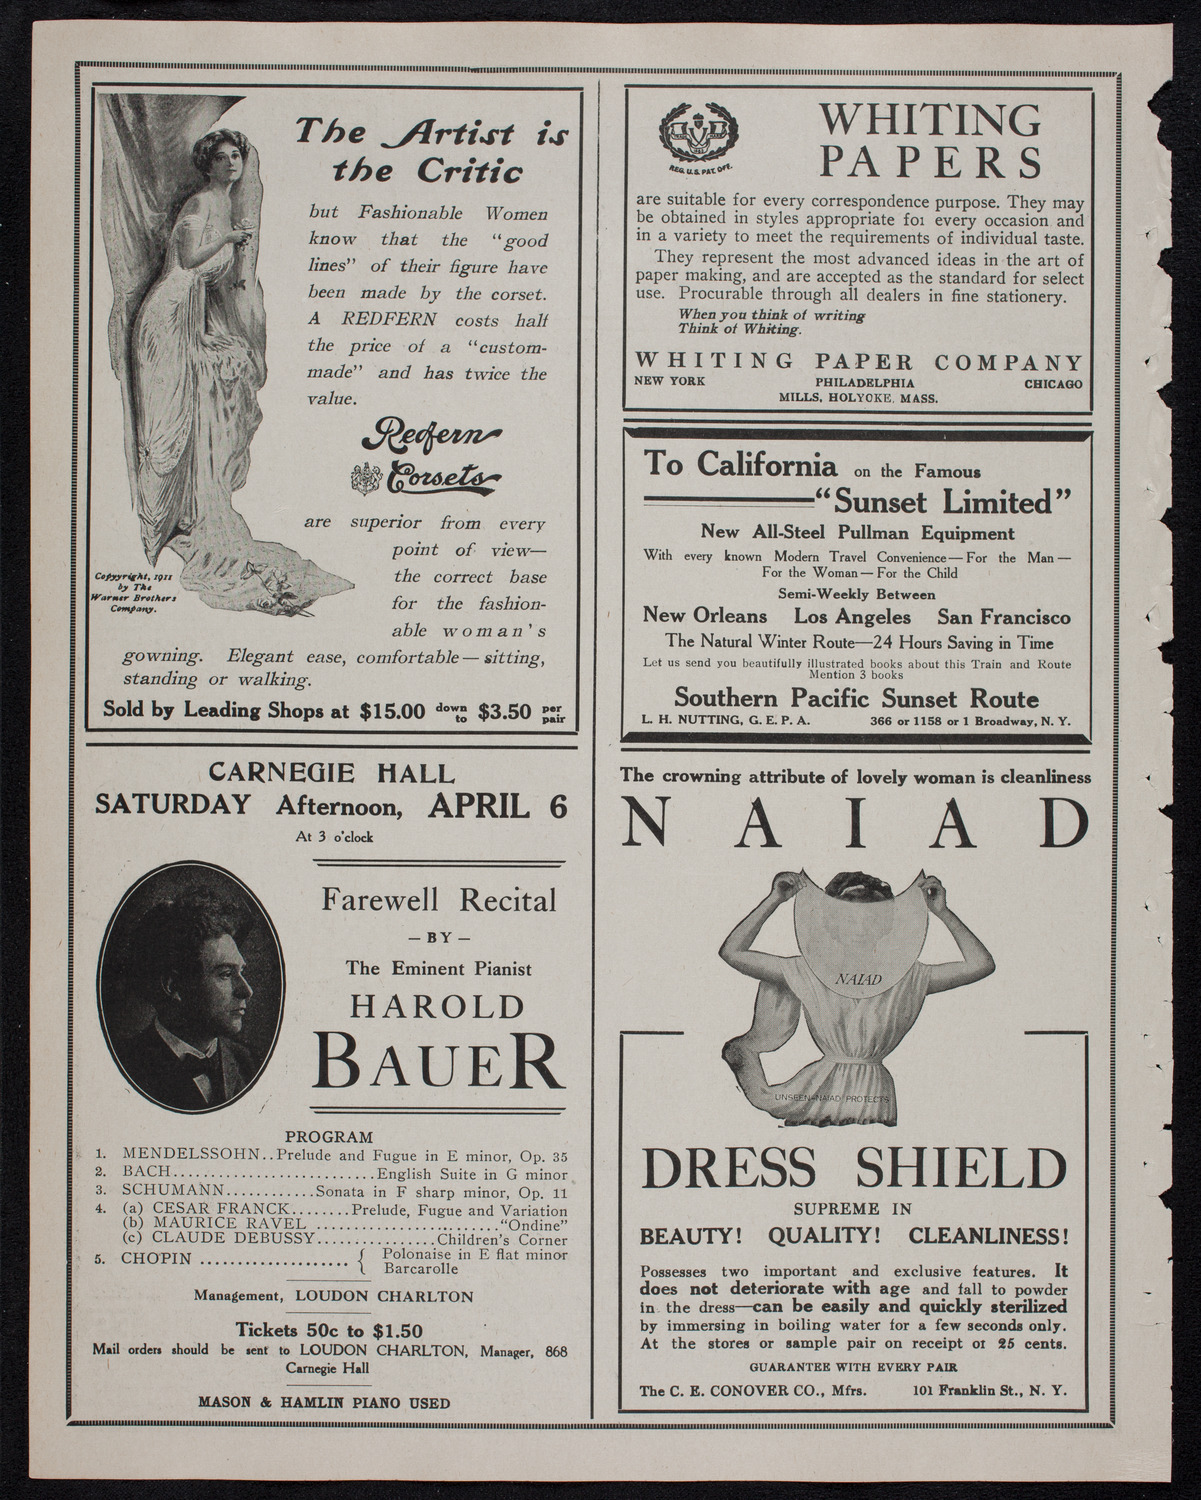 The Artist is
the Critic
but Fashionable Women
know that the "good
lines" of their figure have
been made by the corset.
A REDFERN costs half
the price of a "custom-
made" and has twice the
value.
Redfern
Corsets
are superior from every
point of view—
the correct base
for the fashion-
able woman's
gowning. Elegant ease, comfortable—sitting,
standing or walking.
Copyright, 1911
by The
Warner Brothers
Company.
Sold by Leading Shops at $15.00 down to $3.50 per pair
CARNEGIE HALL
SATURDAY Afternoon, APRIL 6
At 3 o'clock
Farewell Recital
— BY —
The Eminent Pianist
HAROLD
BAUER
PROGRAM
1. MENDELSSOHN..Prelude and Fugue in E minor, Op. 35
2. BACH.........................English Suite in G minor
3. SCHUMANN............Sonata in F sharp minor, Op. 11
4. (a) CESAR FRANCK........Prelude, Fugue and Variation
(b) MAURICE RAVEL ........................"Ondine"
(c) CLAUDE DEBUSSY...............Children's Corner
5. CHOPIN .................... { Polonaise in E flat minor
Barcarolle
Management, LOUDON CHARLTON
Tickets 50c to $1.50
Mail orders should be sent to LOUDON CHARLTON, Manager, 868
Carnegie Hall
MASON & HAMLIN PIANO USED
REG. U.S. PAT. OFF.
WHITING
PAPERS
are suitable for every correspondence purpose. They may
be obtained in styles appropriate for every occasion and
in a variety to meet the requirements of individual taste.
They represent the most advanced ideas in the art of
paper making, and are accepted as the standard for select
use. Procurable through all dealers in fine stationery.
When you think of writing
Think of Whiting.
WHITING PAPER COMPANY
NEW YORK PHILADELPHIA CHICAGO
MILLS, HOLYOKE, MASS.
To California on the Famous
"Sunset Limited"
New All-Steel Pullman Equipment
With every known Modern Travel Convenience—For the Man—
For the Woman—For the Child
Semi-Weekly Between
New Orleans Los Angeles San Francisco
The Natural Winter Route—24 Hours Saving in Time
Let us send you beautifully illustrated books about this Train and Route
Mention 3 books
Southern Pacific Sunset Route
L. H. NUTTING, G. E. P. A. 366 or 1158 or 1 Broadway, N. Y.
The crowning attribute of lovely woman is cleanliness
NAIAD
NAIAD
UNSEEN-NAIAD PROTECTS
DRESS SHIELD
SUPREME IN
BEAUTY! QUALITY! CLEANLINESS!
Possesses two important and exclusive features. It
does not deteriorate with age and fall to powder
in the dress—can be easily and quickly sterilized
by immersing in boiling water for a few seconds only.
At the stores or sample pair on receipt of 25 cents.
GUARANTEE WITH EVERY PAIR
The C. E. CONOVER CO., Mfrs. 101 Franklin St., N. Y.